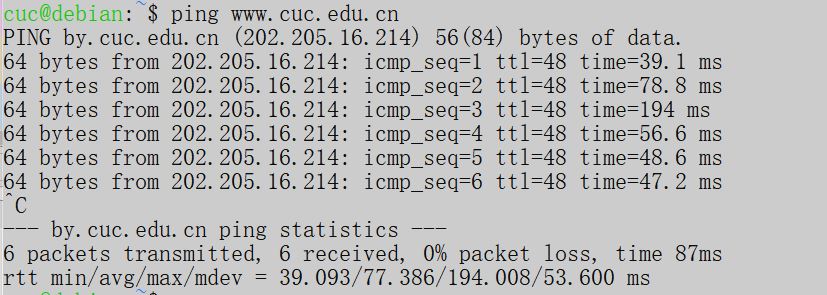 cuc@debian:~$ ping www.cuc.edu.cn
PING by.cuc.edu.cn (202.205.16.214) 56(84) bytes of data.
64 bytes from 202.205.16.214: icmp_seq=1 ttl=48 time=39.1 ms
64 bytes from 202.205.16.214: icmp_seq=2 ttl=48 time=78.8 ms
64 bytes from 202.205.16.214: icmp_seq=3 ttl=48 time=194 ms
64 bytes from 202.205.16.214: icmp_seq=4 ttl=48 time=56.6 ms
64 bytes from 202.205.16.214: icmp_seq=5 ttl=48 time=48.6 ms
64 bytes from 202.205.16.214: icmp_seq=6 ttl=48 time=47.2 ms
^C
--- by.cuc.edu.cn ping statistics ---
6 packets transmitted, 6 received, 0% packet loss, time 87ms
rtt min/avg/max/mdev = 39.093/77.386/194.008/53.600 ms